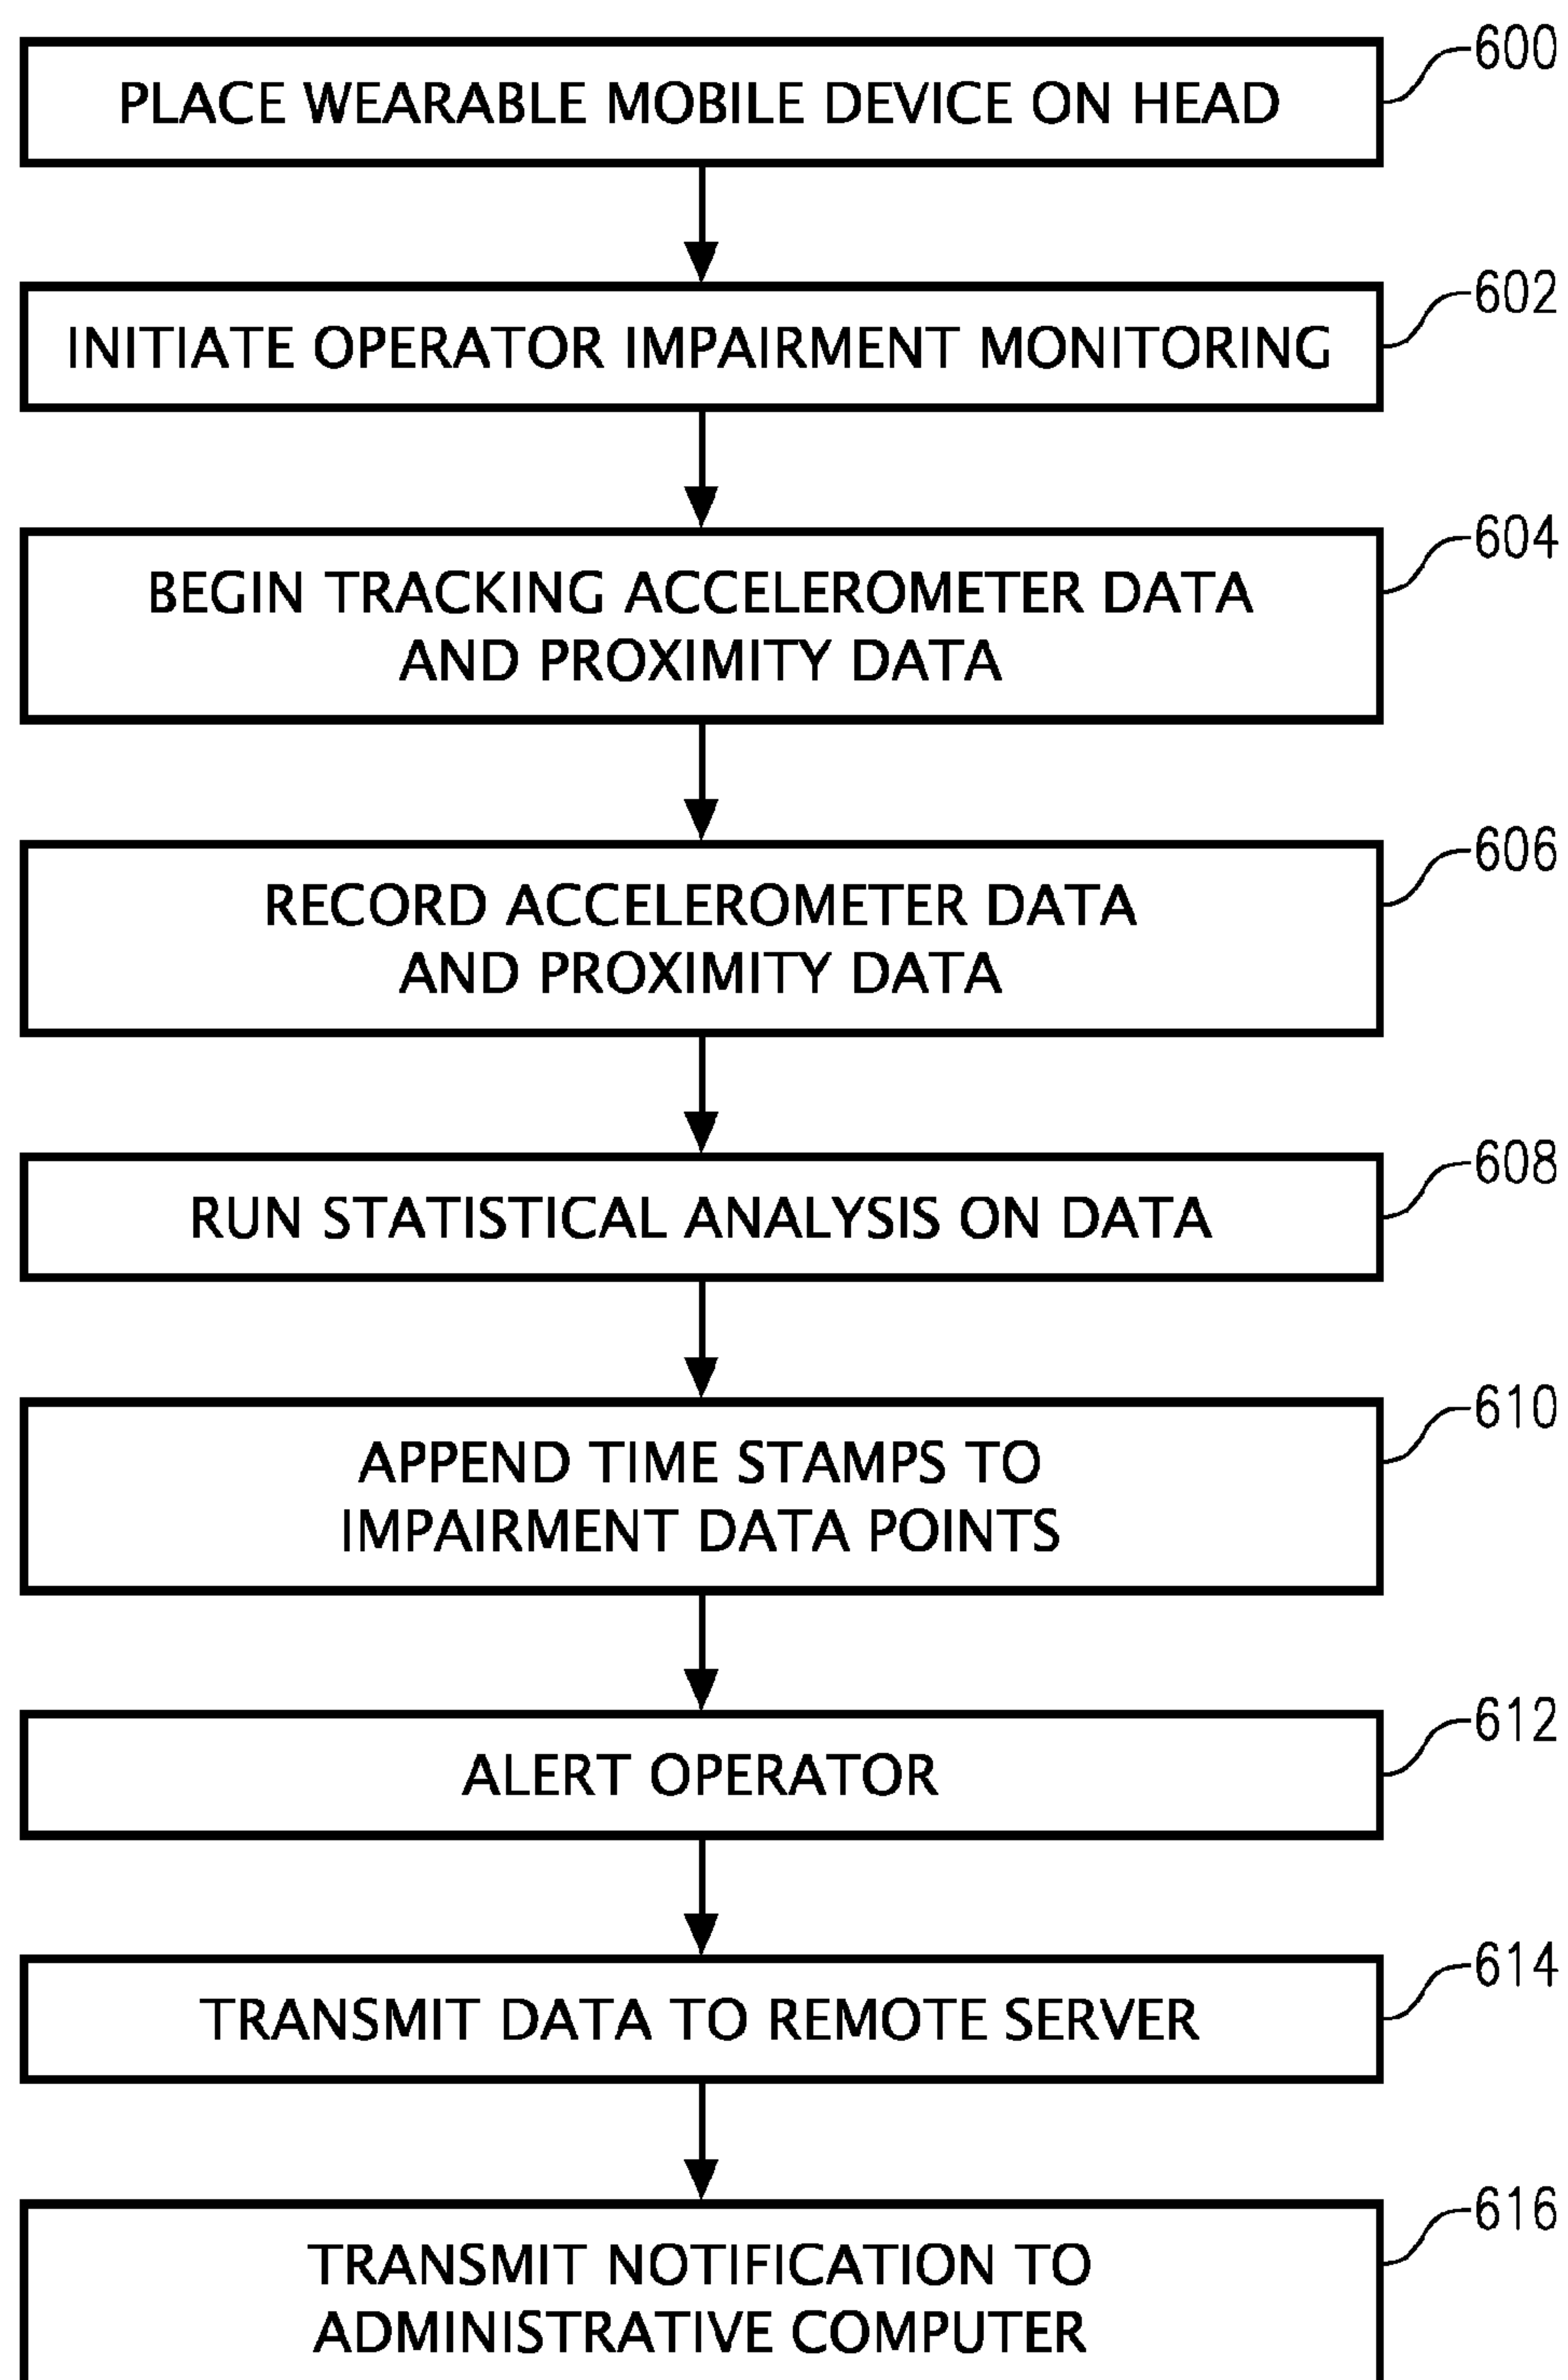 600
PLACE WEARABLE MOBILE DEVICE ON HEAD
602
INITIATE OPERATOR IMPAIRMENT MONITORING
604
BEGIN TRACKING ACCELEROMETER DATA
AND PROXIMITY DATA
606
RECORD ACCELEROMETER DATA
AND PROXIMITY DATA
608
RUN STATISTICAL ANALYSIS ON DATA
610
APPEND TIME STAMPS TO
IMPAIRMENT DATA POINTS
612
ALERT OPERATOR
614
TRANSMIT DATA TO REMOTE SERVER
616
TRANSMIT NOTIFICATION TO
ADMINISTRATIVE COMPUTER